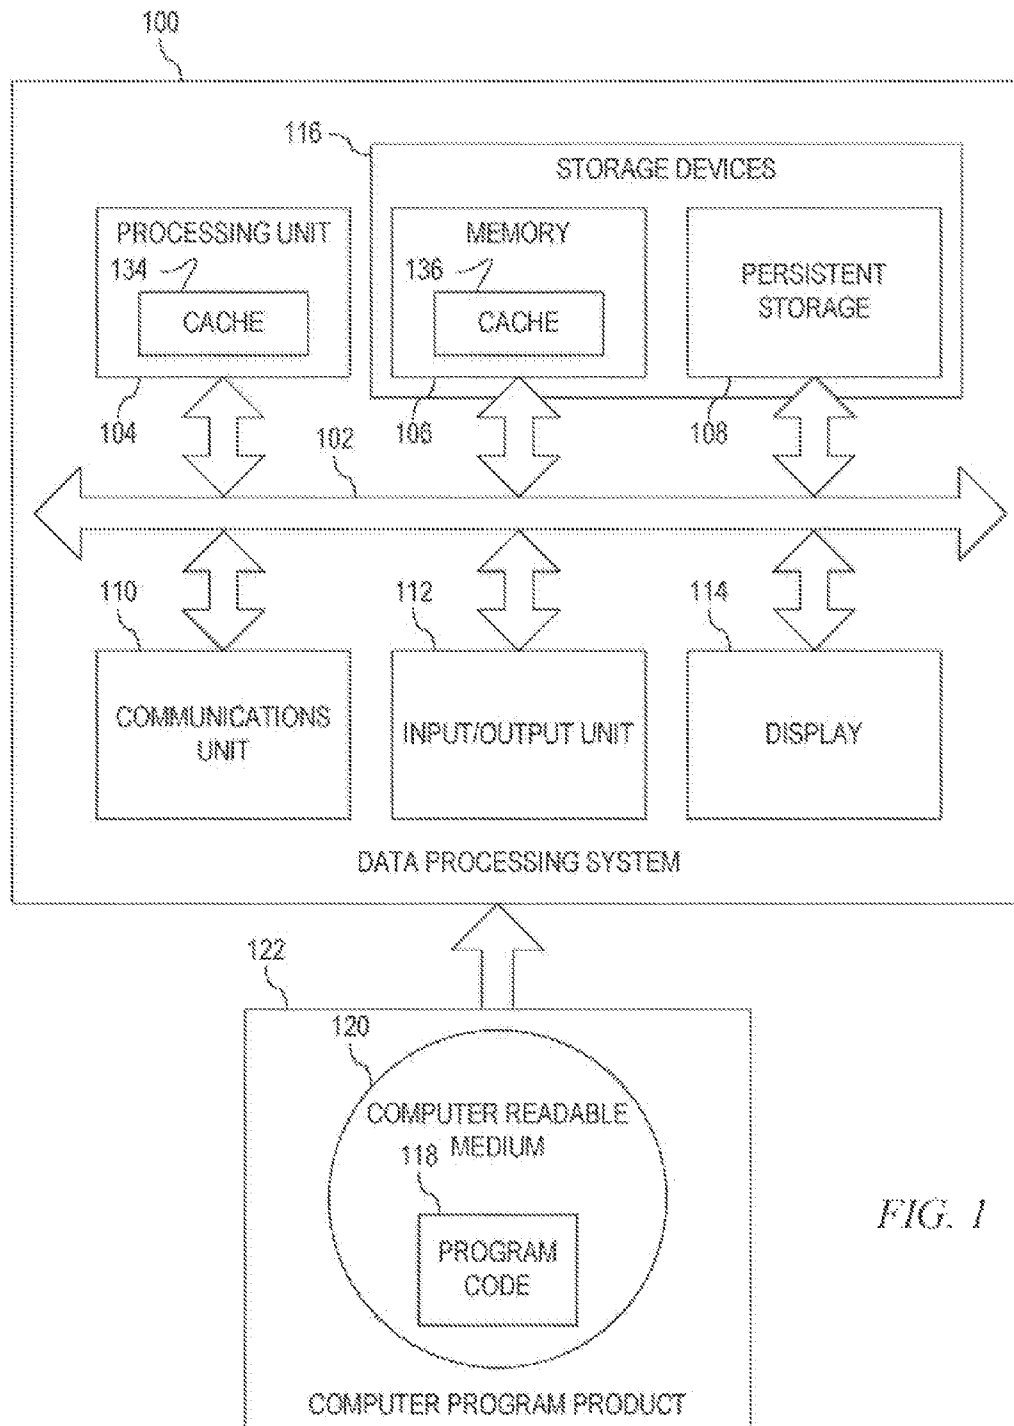 100
116
STORAGE DEVICES
PROCESSING UNIT
134
CACHE
MEMORY
136
CACHE
PERSISTENT
STORAGE
104
102
106
108
110
112
114
COMMUNICATIONS
UNIT
INPUT/OUTPUT UNIT
DISPLAY
DATA PROCESSING SYSTEM
122
120
COMPUTER READABLE
MEDIUM
118
PROGRAM
CODE
FIG. 1
COMPUTER PROGRAM PRODUCT